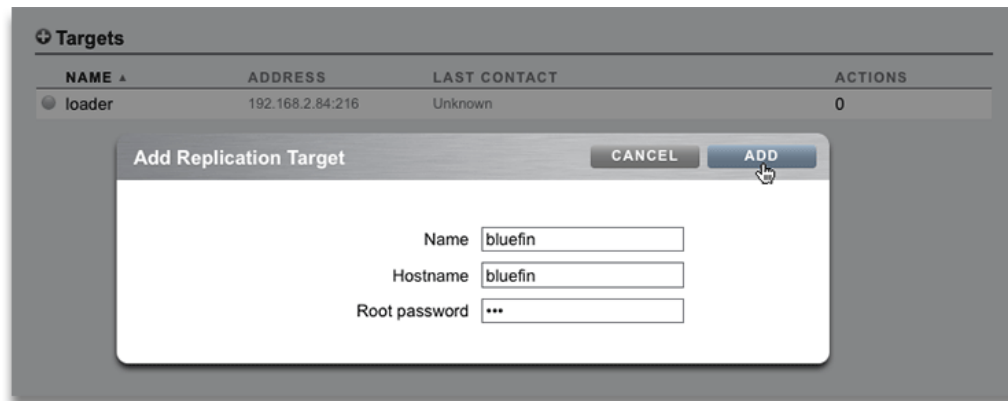 Targets
NAME ADDRESS LAST CONTACT ACTIONS
loader 192.168.2.84:216 Unknown 0
Add Replication Target CANCEL ADD
Name bluefin
Hostname bluefin
Root password •••